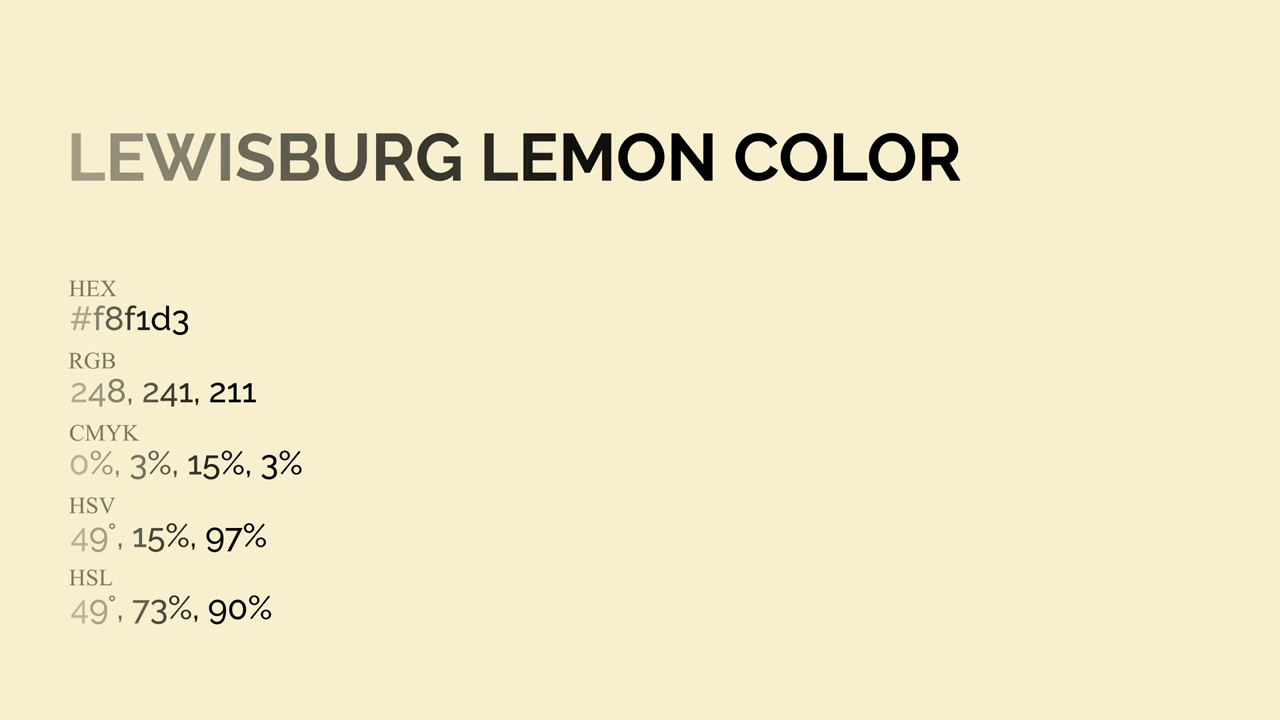 LEWISBURG LEMON COLOR
HEX
#f8f1d3
RGB
248, 241, 211
CMYK
0%, 3%, 15%, 3%
HSV
49°, 15%, 97%
HSL
49°, 73%, 90%